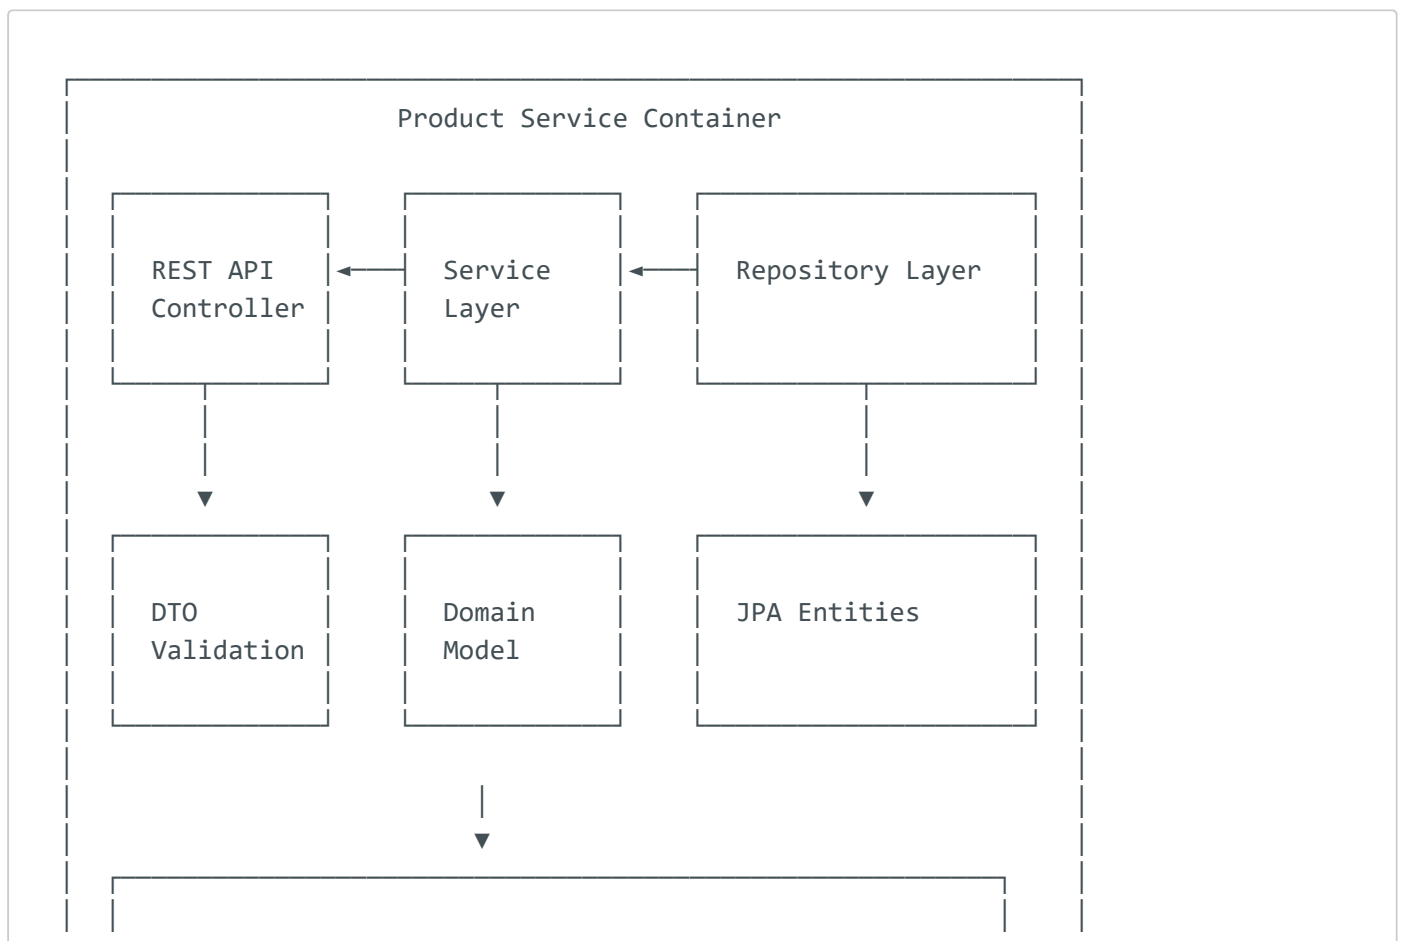 Product Service Container
REST API
Controller
Service
Layer
Repository Layer
DTO
Validation
Domain
Model
JPA Entities